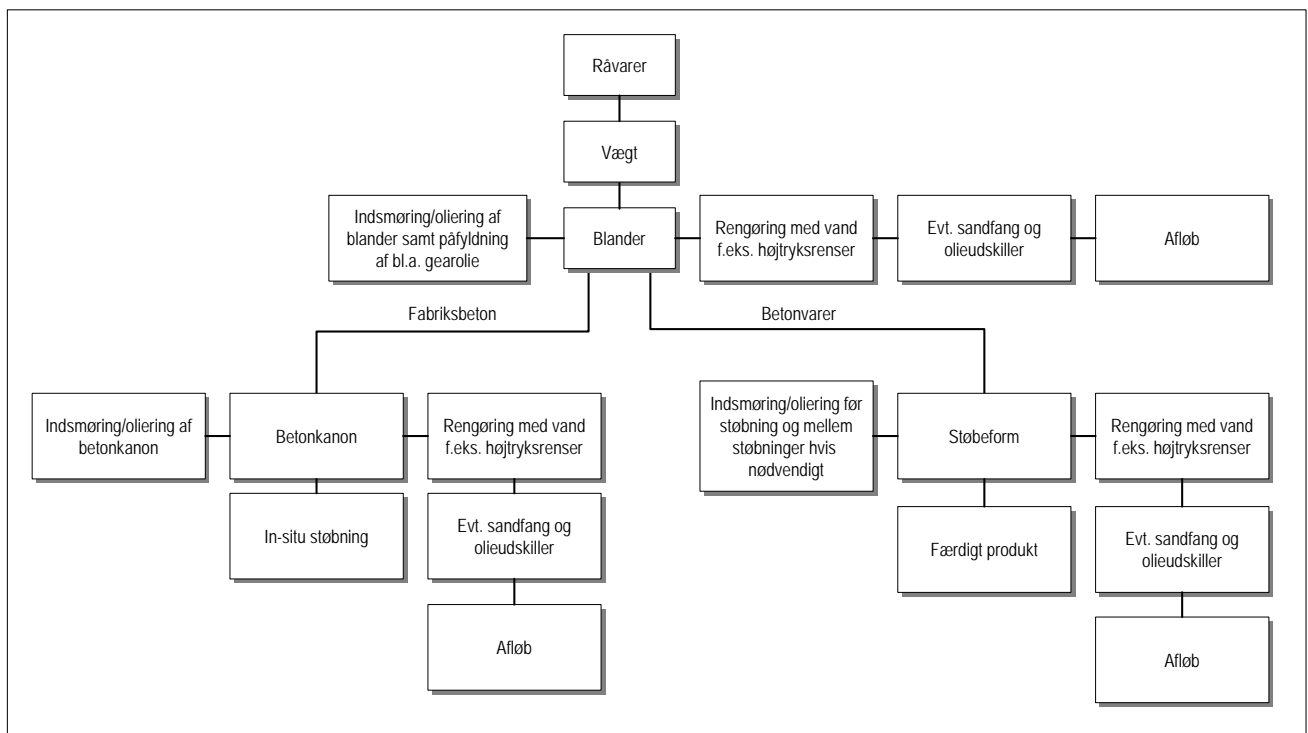 Råvarer
Vægt
Indsmøring/oliering af
blander samt påfyldning
af bl.a. gearolie
Blander
Rengøring med vand
f.eks. højtryksrenser
Evt. sandfang og
olieudskiller
Afløb
Fabriksbeton
Betonvarer
Indsmøring/oliering af
betonkanon
Betonkanon
Rengøring med vand
f.eks. højtryksrenser
Indsmøring/oliering før
støbning og mellem
støbninger hvis
nødvendigt
Støbeform
Rengøring med vand
f.eks. højtryksrenser
In-situ støbning
Evt. sandfang og
olieudskiller
Færdigt produkt
Evt. sandfang og
olieudskiller
Afløb
Afløb